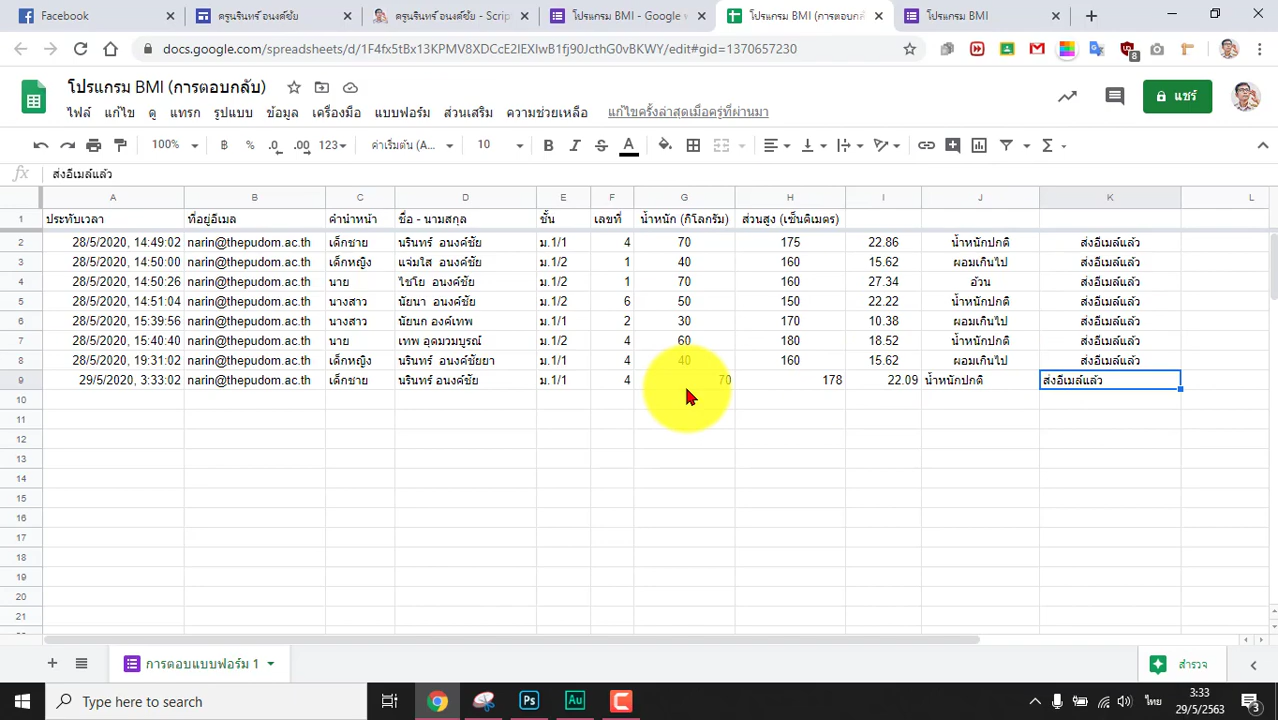 Facebook
ครูนรินทร์ อนงค์ชัย
ครูนรินทร์ อนงค์ชัย - Scrip
โปรแกรม BMI - Google
โปรแกรม BMI (การตอบกล
โปรแกรม BMI
docs.google.com/spreadsheets/d/1F4fx5tBx13KPMV8XDCcE2IEXIwB1fj90JcthG0vBKWY/edit#gid=1370657230
8
โปรแกรม BMI (การตอบกลับ)
ไฟล์ แก้ไข ดู แทรก รูปแบบ ข้อมูล เครื่องมือ แบบฟอร์ม ส่วนเสริม ความช่วยเหลือ แก้ไขครั้งล่าสุดเมื่อครู่ที่ผ่านมา
แชร์
100% ฿ % .0 .00 123 ค่าเริ่มต้น (A... 10 B I S A Σ
fx ส่งอีเมล์แล้ว
A B C D E F G H I J K L
1 ประทับเวลา ที่อยู่อีเมล คำนำหน้า ชื่อ - นามสกุล ชั้น เลขที่ น้ำหนัก (กิโลกรัม) ส่วนสูง (เซ็นติเมตร)
2 28/5/2020, 14:49:02 narin@thepudom.ac.th เด็กชาย นรินทร์ อนงค์ชัย ม.1/1 4 70 175 22.86 น้ำหนักปกติ ส่งอีเมล์แล้ว
3 28/5/2020, 14:50:00 narin@thepudom.ac.th เด็กหญิง แจ่มใส อนงค์ชัย ม.1/2 1 40 160 15.62 ผอมเกินไป ส่งอีเมล์แล้ว
4 28/5/2020, 14:50:26 narin@thepudom.ac.th นาย ไชโย อนงค์ชัย ม.1/2 1 70 160 27.34 อ้วน ส่งอีเมล์แล้ว
5 28/5/2020, 14:51:04 narin@thepudom.ac.th นางสาว นัยนา อนงค์ชัย ม.1/2 6 50 150 22.22 น้ำหนักปกติ ส่งอีเมล์แล้ว
6 28/5/2020, 15:39:56 narin@thepudom.ac.th นางสาว นัยนก องค์เทพ ม.1/1 2 30 170 10.38 ผอมเกินไป ส่งอีเมล์แล้ว
7 28/5/2020, 15:40:40 narin@thepudom.ac.th นาย เทพ อุดมวมบูรณ์ ม.1/2 4 60 180 18.52 น้ำหนักปกติ ส่งอีเมล์แล้ว
8 28/5/2020, 19:31:02 narin@thepudom.ac.th เด็กหญิง นรินทร์ อนงค์ชัยยา ม.1/1 4 40 160 15.62 ผอมเกินไป ส่งอีเมล์แล้ว
9 29/5/2020, 3:33:02 narin@thepudom.ac.th เด็กชาย นรินทร์ อนงค์ชัย ม.1/1 4 70 178 22.09 น้ำหนักปกติ ส่งอีเมล์แล้ว
10
11
12
13
14
15
16
17
18
19
20
21
การตอบแบบฟอร์ม 1
สำรวจ
Type here to search
Ps
Au
ไทย
3:33
29/5/2563
3